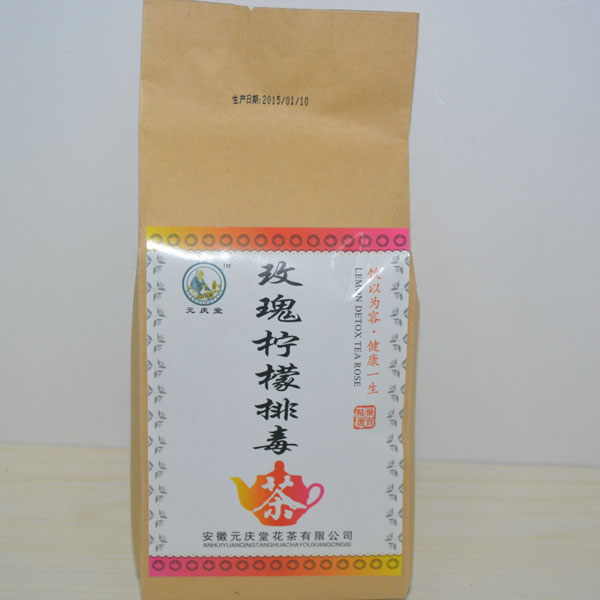 生产日期:2015/01/10
TM
元庆堂
玫瑰柠檬排毒
茶
饮以为容·健康一生
LEMON DETOX TEA ROSE
安徽元庆堂花茶有限公司
ANHUIYUANQINGTANGHUACHAYOUXIANGONGSI